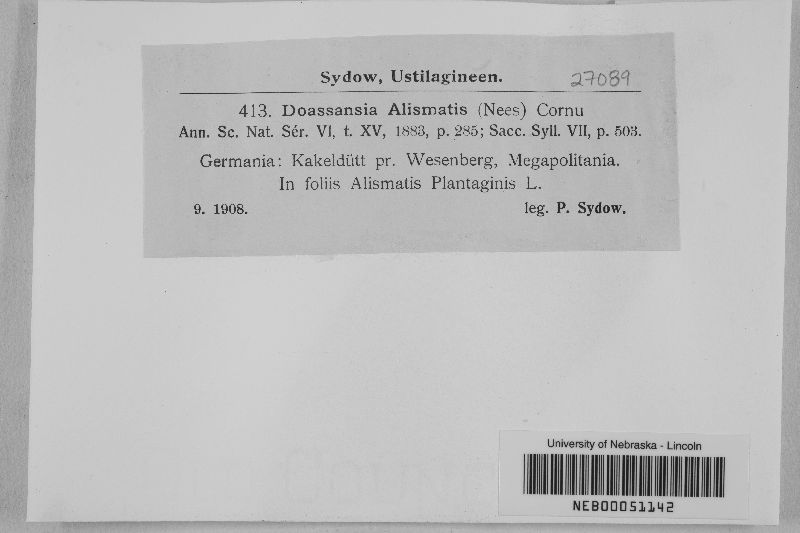 Sydow, Ustilagineen. 27089
413. Doassansia Alismatis (Nees) Cornu
Ann. Sc. Nat. Sér. VI, t. XV, 1883, p. 285; Sacc. Syll. VII, p. 503.
Germania: Kakeldütt pr. Wesenberg, Megapolitania.
In foliis Alismatis Plantaginis L.
9. 1908. leg. P. Sydow.
University of Nebraska - Lincoln
NEB00051142